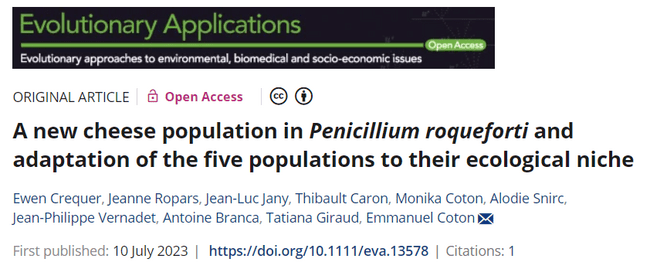 Evolutionary Applications
Open Access
Evolutionary approaches to environmental, biomedical and socio-economic issues
ORIGINAL ARTICLE | Open Access | CC
A new cheese population in Penicillium roqueforti and
adaptation of the five populations to their ecological niche
Ewen Crequer, Jeanne Ropars, Jean-Luc Jany, Thibault Caron, Monika Coton, Alodie Snirc,
Jean-Philippe Vernadet, Antoine Branca, Tatiana Giraud, Emmanuel Coton
First published: 10 July 2023 | https://doi.org/10.1111/eva.13578 | Citations: 1